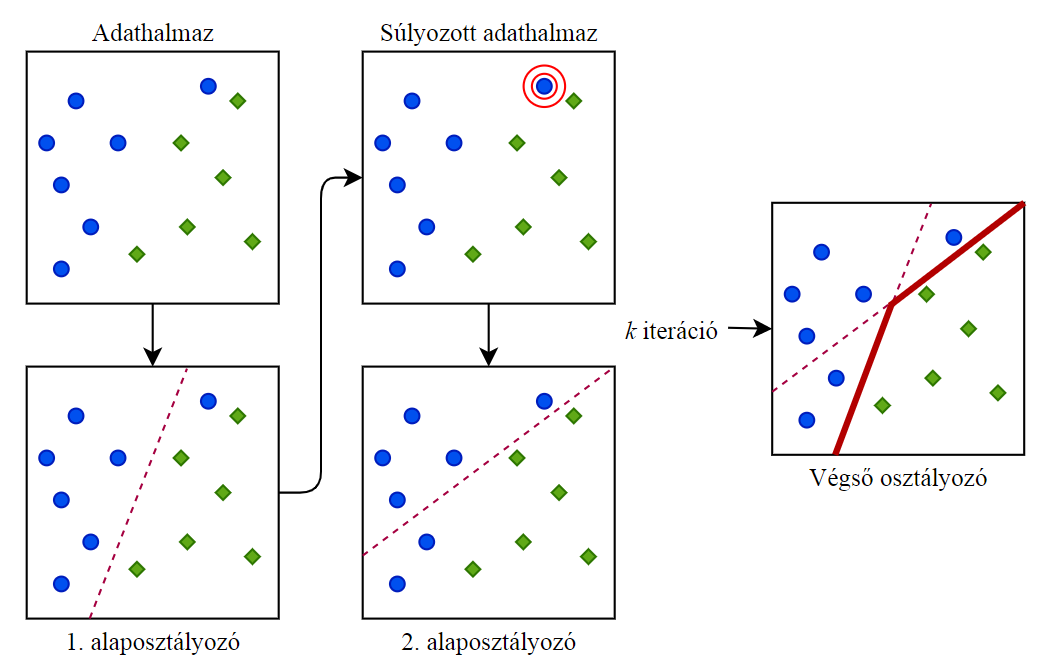 Adathalmaz
Súlyozott adathalmaz
k iteráció
Végső osztályozó
1. alaposztályozó
2. alaposztályozó